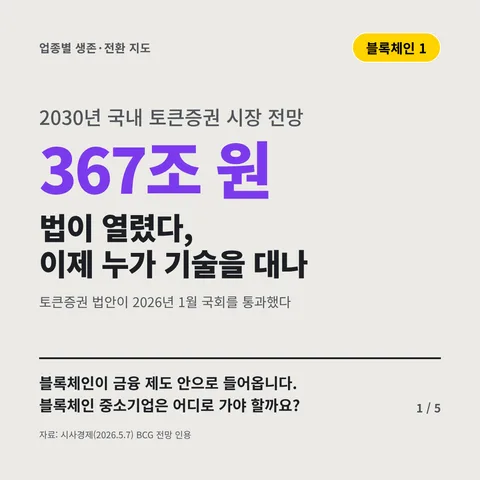 업종별 생존·전환 지도
블록체인 1
2030년 국내 토큰증권 시장 전망
367조 원
법이 열렸다,
이제 누가 기술을 대나
토큰증권 법안이 2026년 1월 국회를 통과했다
블록체인이 금융 제도 안으로 들어옵니다.
블록체인 중소기업은 어디로 가야 할까요?
1 / 5
자료: 시사경제(2026.5.7) BCG 전망 인용